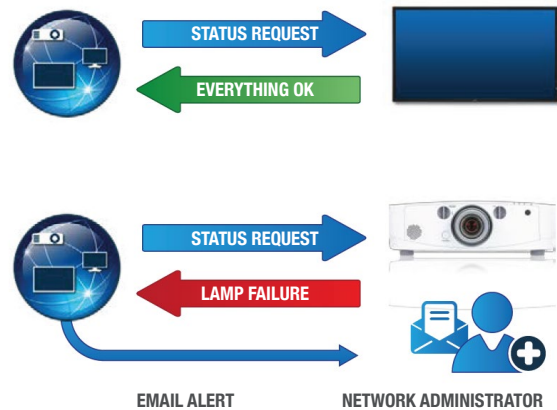 STATUS REQUEST
EVERYTHING OK
STATUS REQUEST
LAMP FAILURE
EMAIL ALERT
NETWORK ADMINISTRATOR